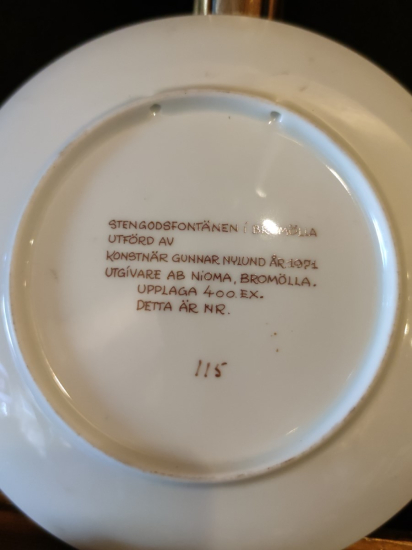 STENGODSFONTÄNEN I BROMÖLLA
UTFÖRD AV
KONSTNÄR GUNNAR NYLUND ÅR 1971
UTGIVARE AB NIOMA, BROMÖLLA.
UPPLAGA 400 EX.
DETTA ÄR NR.
115